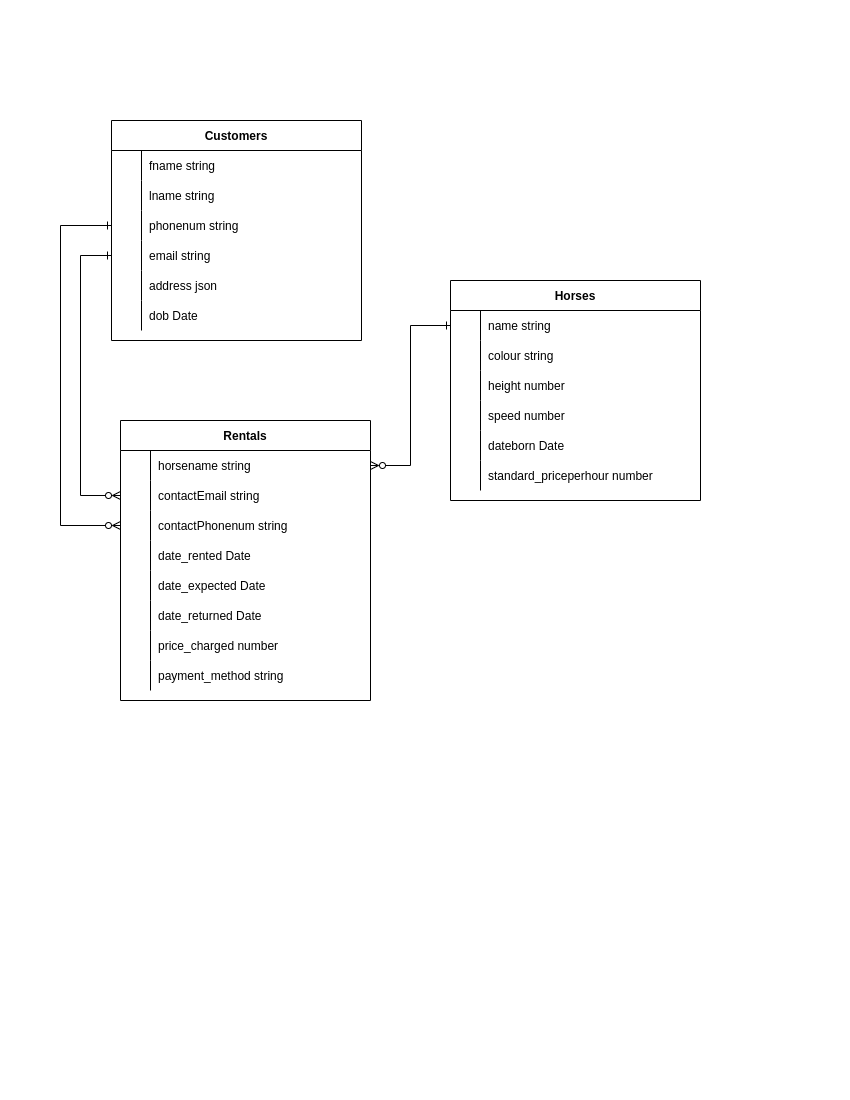 Customers
fname string
lname string
phonenum string
email string
address json
dob Date
Horses
name string
colour string
height number
speed number
dateborn Date
standard_priceperhour number
Rentals
horsename string
contactEmail string
contactPhonenum string
date_rented Date
date_expected Date
date_returned Date
price_charged number
payment_method string